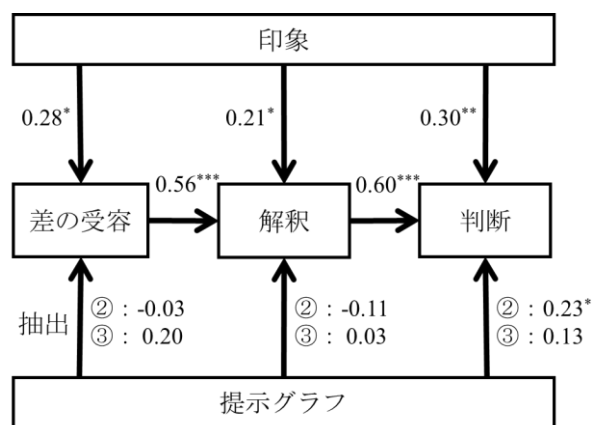 印象
0.28*
0.21*
0.30**
0.56***
0.60***
差の受容
解釈
判断
抽出
②：-0.03
③：0.20
②：-0.11
③：0.03
②：0.23*
③：0.13
提示グラフ